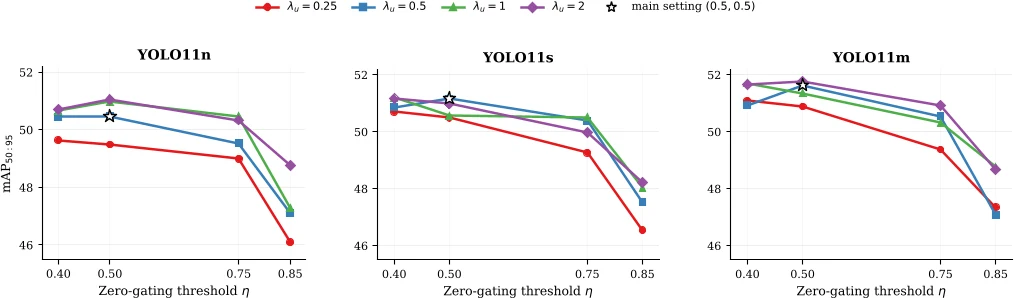 λu = 0.25 λu = 0.5 λu = 1 λu = 2 main setting (0.5, 0.5)
YOLO11n YOLO11s YOLO11m
mAP50:95
52
50
48
46
0.40 0.50 0.75 0.85
Zero-gating threshold η
52
50
48
46
0.40 0.50 0.75 0.85
Zero-gating threshold η
52
50
48
46
0.40 0.50 0.75 0.85
Zero-gating threshold η